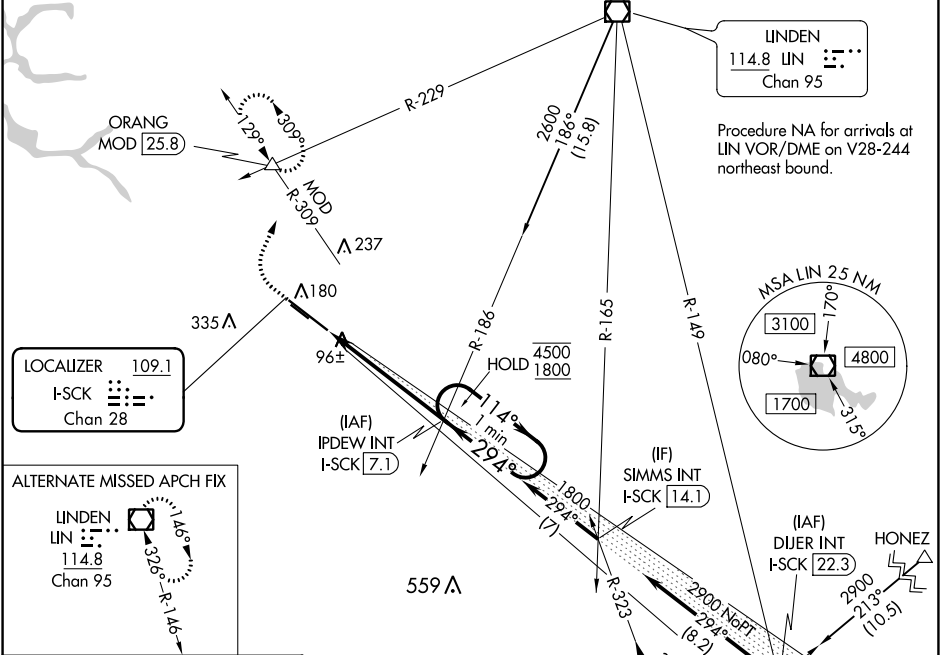 LINDEN
114.8 LIN
Chan 95
Procedure NA for arrivals at
LIN VOR/DME on V28-244
northeast bound.
R-229
2600
186°
(15.8)
ORANG
MOD 25.8
129°
309°
MOD
R-309
237
180
335
96±
R-186
R-165
R-149
MSA LIN 25 NM
3100
170°
080°
4800
1700
315°
LOCALIZER 109.1
I-SCK
Chan 28
HOLD 4500
1800
114°
1 min
294°
(IAF)
IPDEW INT
I-SCK 7.1
(IF)
SIMMS INT
I-SCK 14.1
1800
294°
(7)
ALTERNATE MISSED APCH FIX
LINDEN
LIN
114.8
Chan 95
146°
326°
R-146
559
R-323
(IAF)
DIJER INT
I-SCK 22.3
HONEZ
2900
213°
(10.5)
2900 NoPT
294°
(8.2)